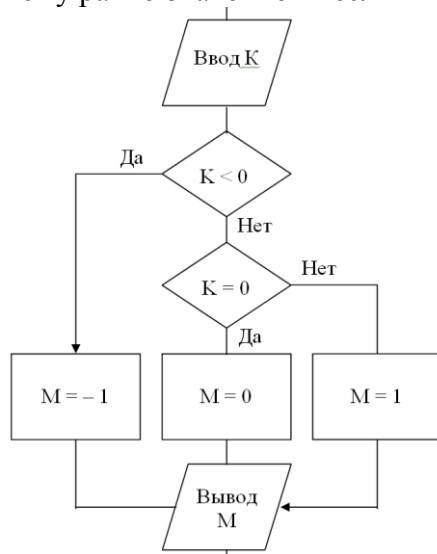 Ввод К
Да
K < 0
Нет
K = 0
Нет
Да
M = – 1
M = 0
M = 1
Вывод
M